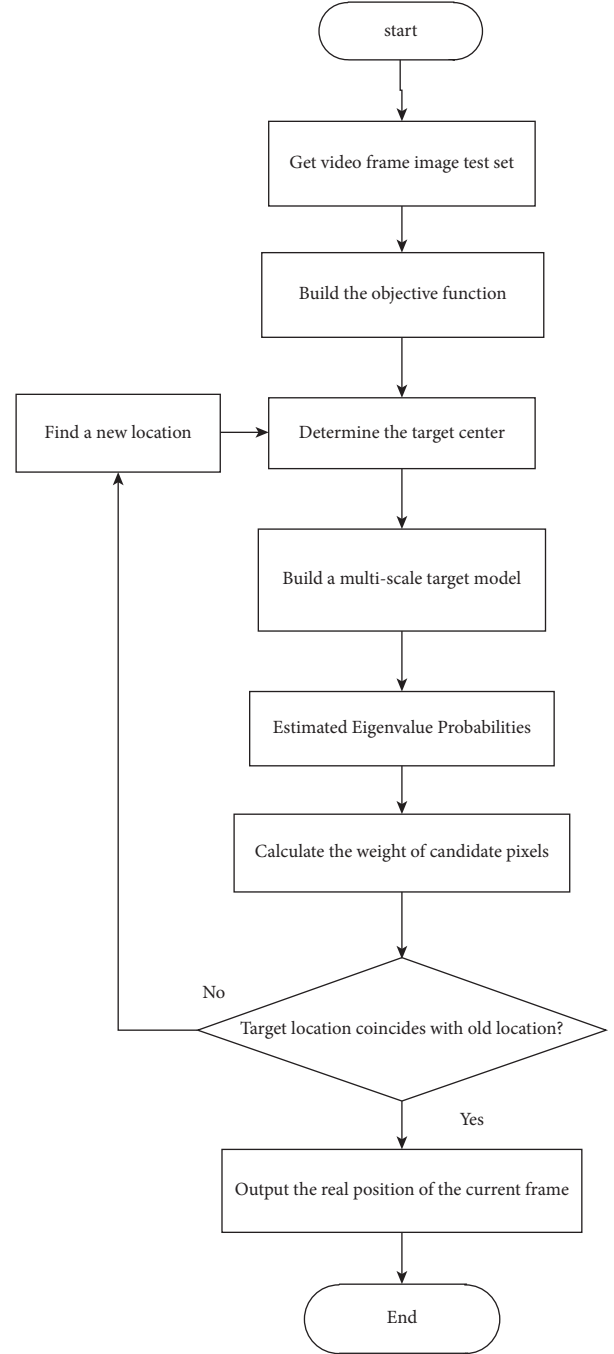 start
Get video frame image test set
Build the objective function
Find a new location
Determine the target center
Build a multi-scale target model
Estimated Eigenvalue Probabilities
Calculate the weight of candidate pixels
No
Target location coincides with old location?
Yes
Output the real position of the current frame
End